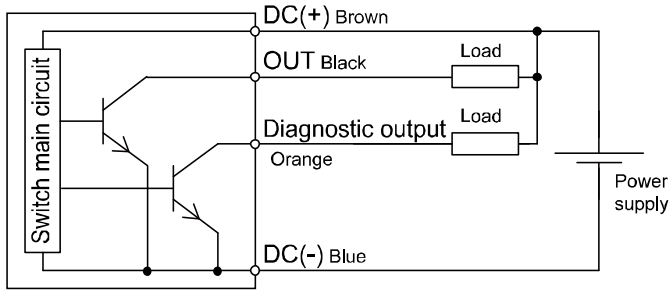 DC(+) Brown
Load
OUT Black
Switch main circuit
Load
Diagnostic output
Orange
Power
supply
DC(-) Blue